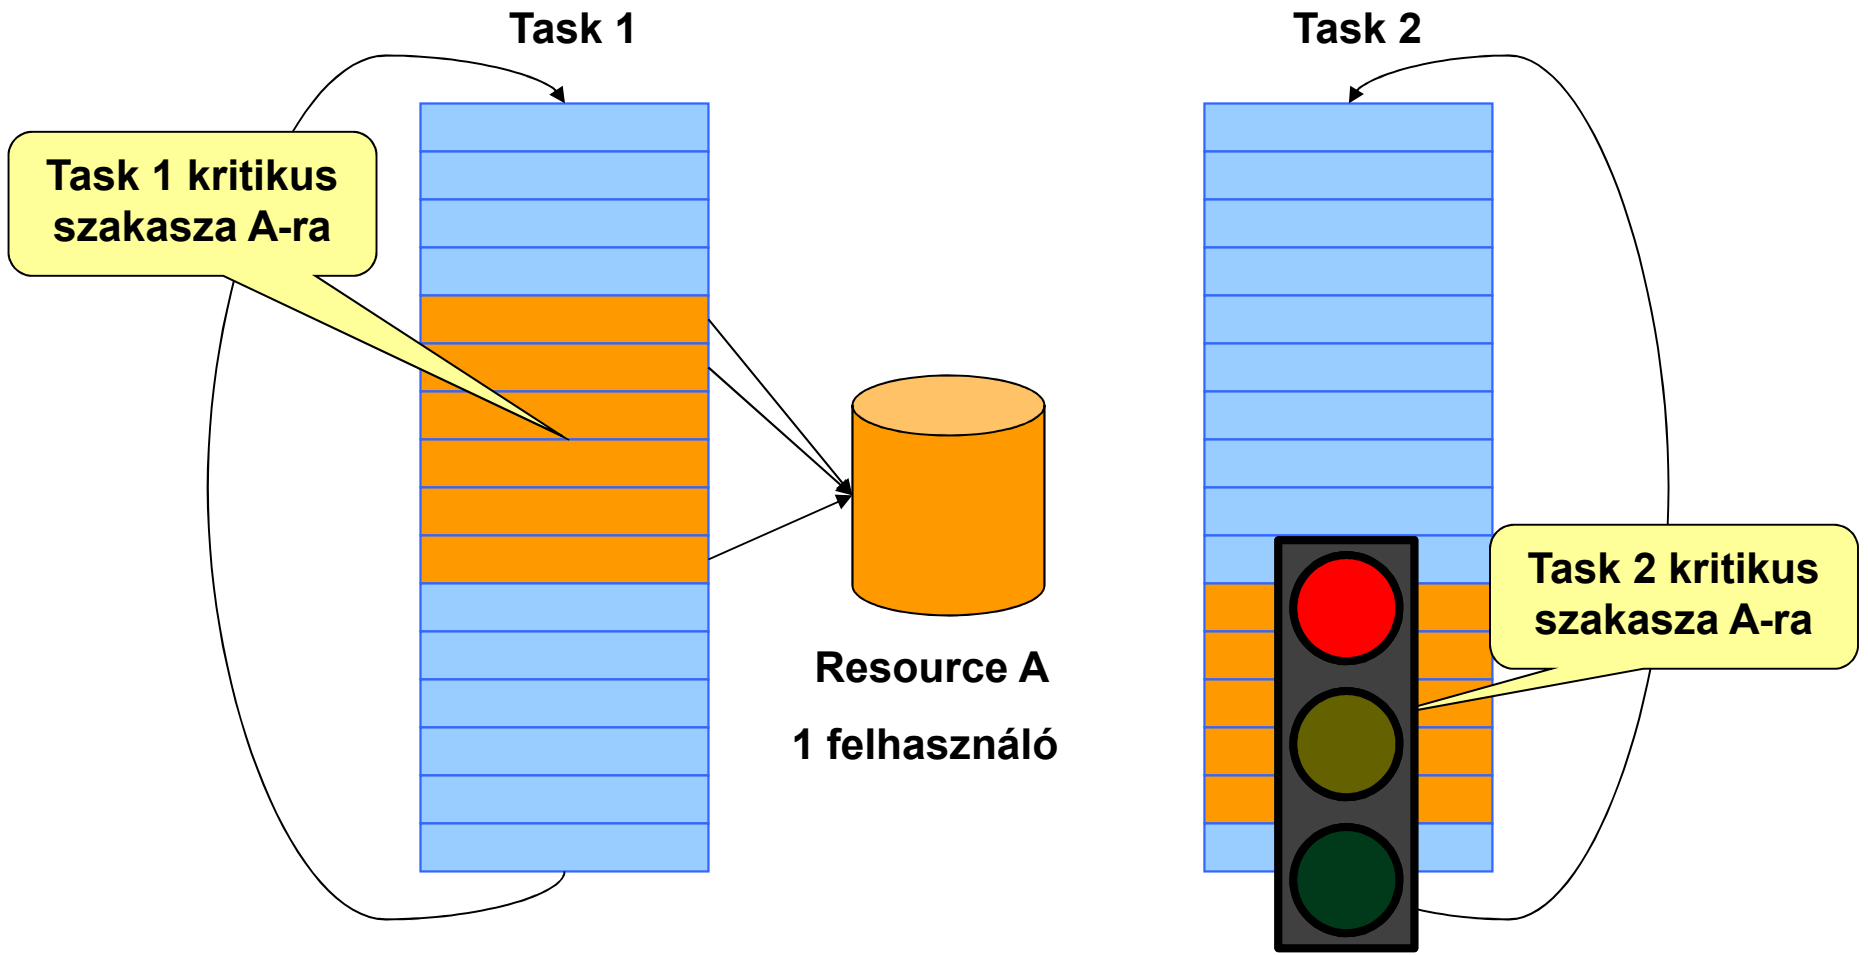 Task 1
Task 2
Task 1 kritikus
szakasza A-ra
Task 2 kritikus
szakasza A-ra
Resource A
1 felhasználó